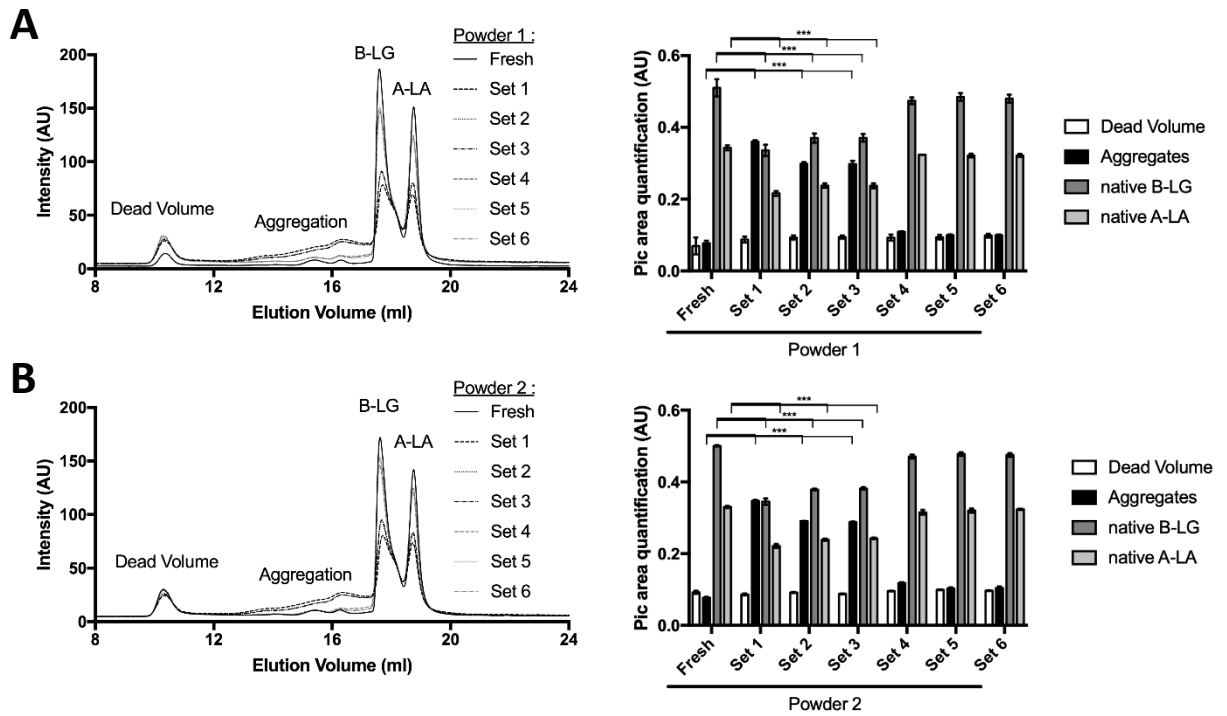 A
Intensity (AU)
200
150
100
50
0
8
12
16
20
24
Elution Volume (ml)
Dead Volume
Aggregation
B-LG
A-LA
Powder 1 :
Fresh
Set 1
Set 2
Set 3
Set 4
Set 5
Set 6
Pic area quantification (AU)
0.6
0.4
0.2
0.0
***
***
***
Fresh
Set 1
Set 2
Set 3
Set 4
Set 5
Set 6
Powder 1
Dead Volume
Aggregates
native B-LG
native A-LA
B
Intensity (AU)
200
150
100
50
0
8
12
16
20
24
Elution Volume (ml)
Dead Volume
Aggregation
B-LG
A-LA
Powder 2 :
Fresh
Set 1
Set 2
Set 3
Set 4
Set 5
Set 6
Pic area quantification (AU)
0.6
0.4
0.2
0.0
***
***
***
Fresh
Set 1
Set 2
Set 3
Set 4
Set 5
Set 6
Powder 2
Dead Volume
Aggregates
native B-LG
native A-LA